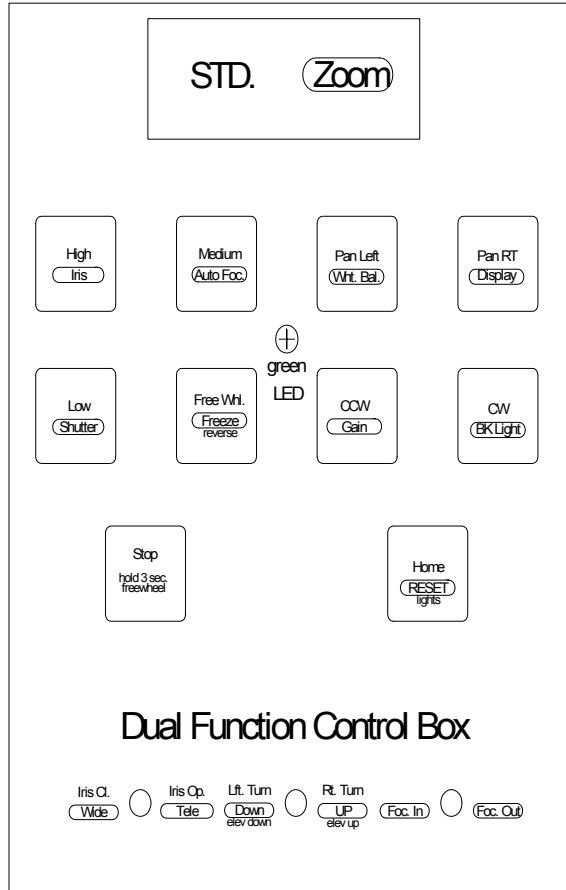 STD. Zoom
High Medium Pan Left Pan RT
Iris Auto Foc. Wht. Bal. Display
green
LED
Low Free Whl. CCW CW
Shutter Freeze Gain BK Light
reverse
Stop Home
hold 3 sec. RESET
freewheel lights
Dual Function Control Box
Iris Cl. Iris Op. Lft. Turn Rt. Turn
Wide Tele Down UP Foc. In Foc. Out
elev down elev up